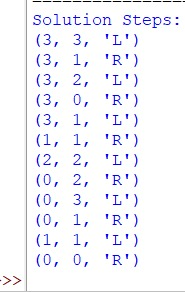 Solution Steps:
(3, 3, 'L')
(3, 1, 'R')
(3, 2, 'L')
(3, 0, 'R')
(3, 1, 'L')
(1, 1, 'R')
(2, 2, 'L')
(0, 2, 'R')
(0, 3, 'L')
(0, 1, 'R')
(1, 1, 'L')
(0, 0, 'R')
>>